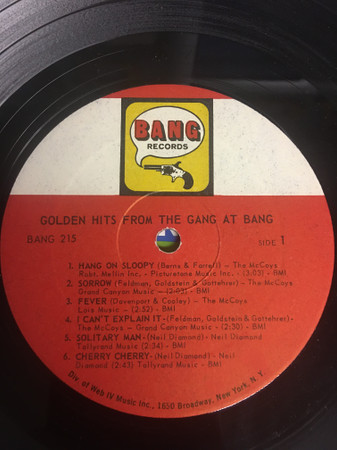 BANG
RECORDS
GOLDEN HITS FROM THE GANG AT BANG
BANG 215
SIDE 1
1. HANG ON SLOOPY (Berns & Farrell) - The McCoys
Robt. Mellin Inc. - Picturetone Music Inc. - (3:03) - BMI
2. SORROW (Feldman, Goldstein & Gottehrer) - The McCoys
Grand Canyon Music - (2:05) - BMI
3. FEVER (Davenport & Cooley) - The McCoys
Lois Music - (2:52) - BMI
4. I CAN'T EXPLAIN IT - (Feldman, Goldstein & Gottehrer) -
The McCoys - Grand Canyon Music - (2:50) - BMI
5. SOLITARY MAN - (Neil Diamond) - Neil Diamond
Tallyrand Music (2:34) - BMI
6. CHERRY CHERRY - (Neil Diamond) - Neil
Diamond (2:43) Tallyrand Music - BMI
Div. of Web IV Music Inc., 1650 Broadway, New York, N. Y.